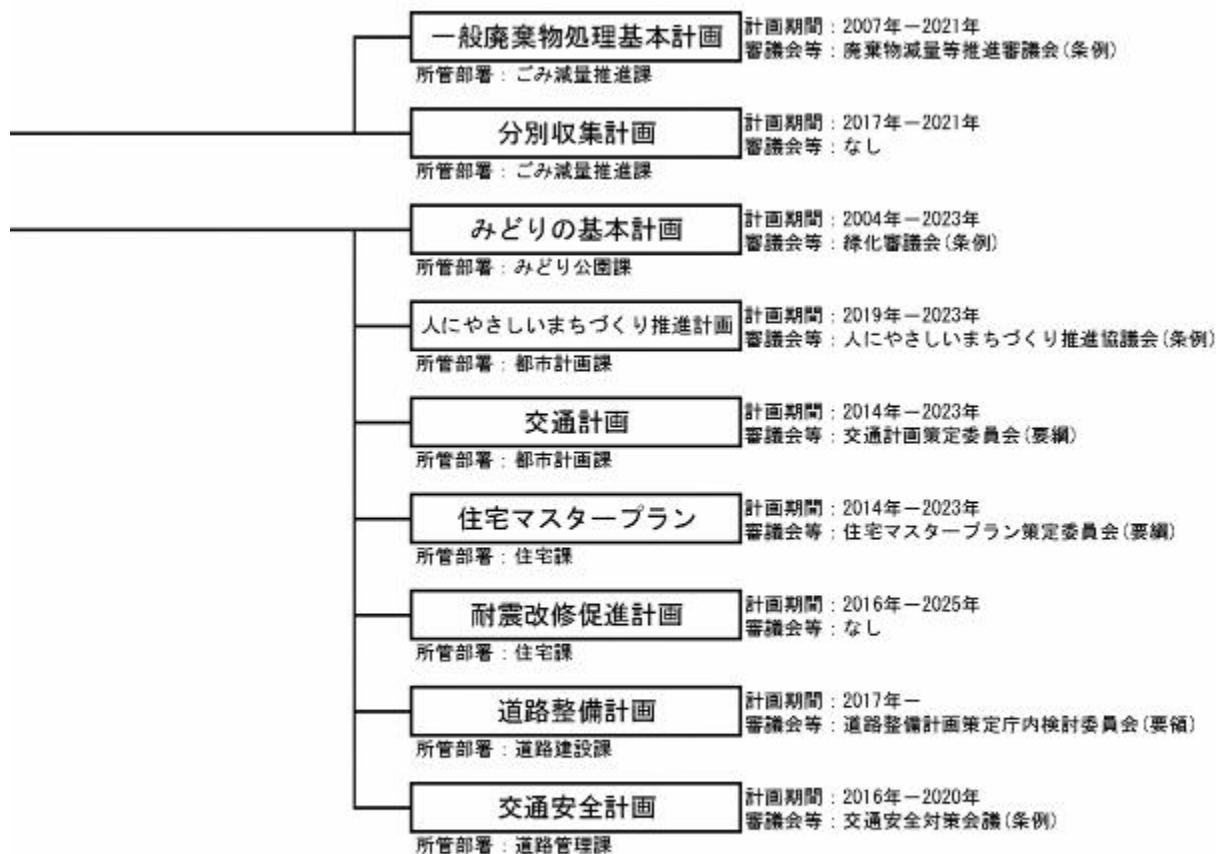 一般廃棄物処理基本計画
計画期間：2007年－2021年
審議会等：廃棄物減量等推進審議会(条例)
所管部署：ごみ減量推進課
分別収集計画
計画期間：2017年－2021年
審議会等：なし
所管部署：ごみ減量推進課
みどりの基本計画
計画期間：2004年－2023年
審議会等：緑化審議会(条例)
所管部署：みどり公園課
人にやさしいまちづくり推進計画
計画期間：2019年－2023年
審議会等：人にやさしいまちづくり推進協議会(条例)
所管部署：都市計画課
交通計画
計画期間：2014年－2023年
審議会等：交通計画策定委員会(要綱)
所管部署：都市計画課
住宅マスタープラン
計画期間：2014年－2023年
審議会等：住宅マスタープラン策定委員会(要綱)
所管部署：住宅課
耐震改修促進計画
計画期間：2016年－2025年
審議会等：なし
所管部署：住宅課
道路整備計画
計画期間：2017年－
審議会等：道路整備計画策定庁内検討委員会(要領)
所管部署：道路建設課
交通安全計画
計画期間：2016年－2020年
審議会等：交通安全対策会議(条例)
所管部署：道路管理課